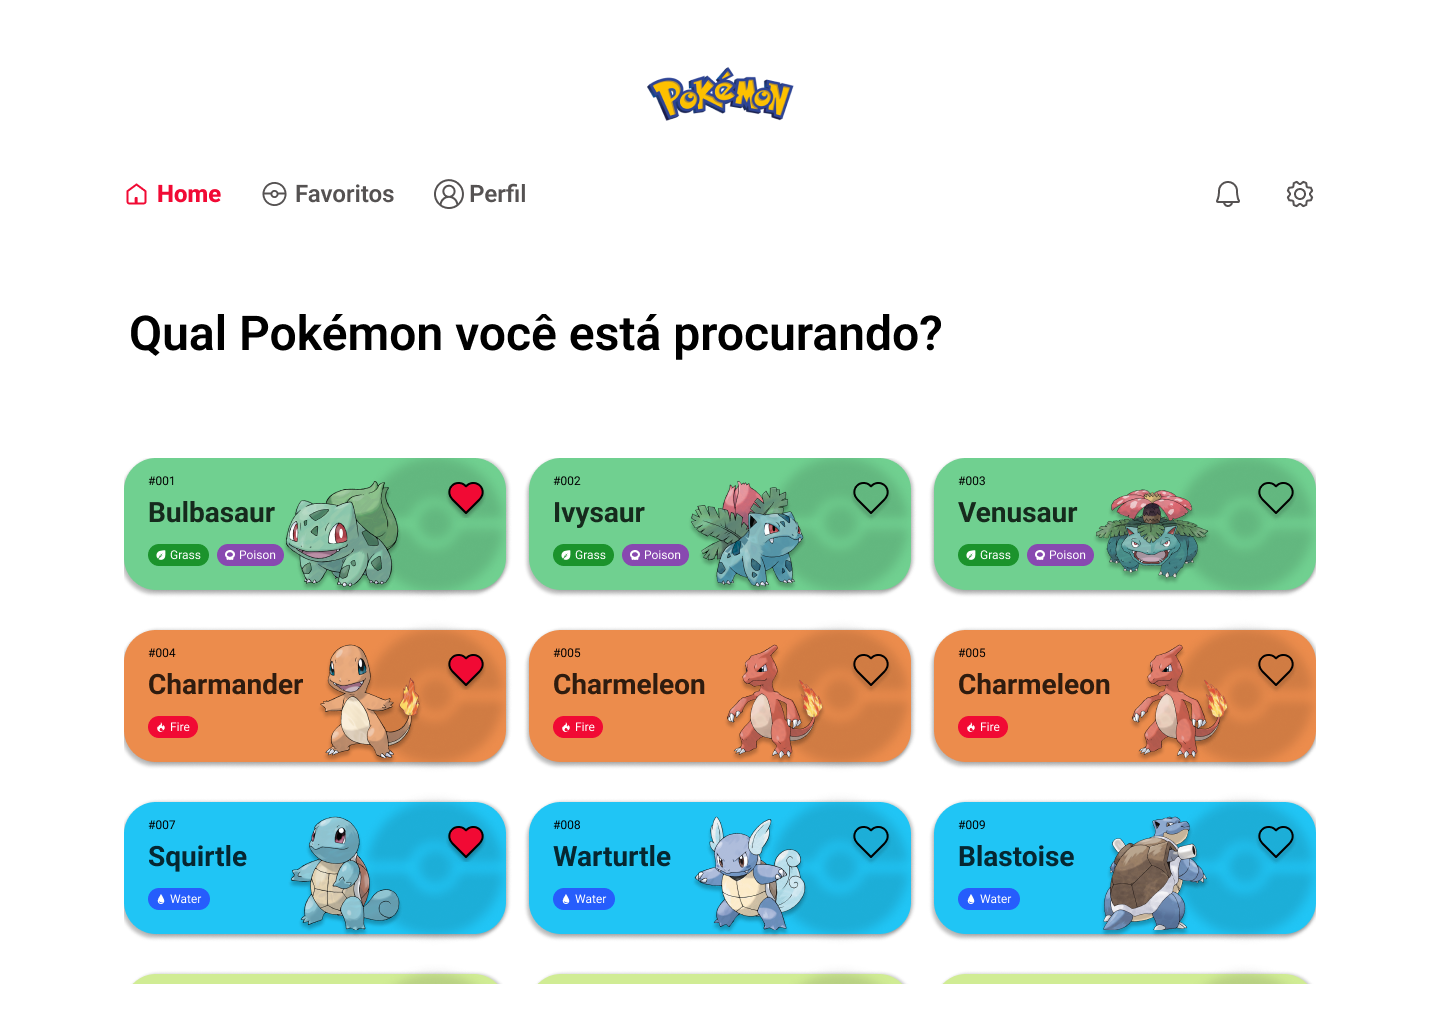 POKéMON
Home Favoritos Perfil
Qual Pokémon você está procurando?
#001
Bulbasaur
Grass Poison
#002
Ivysaur
Grass Poison
#003
Venusaur
Grass Poison
#004
Charmander
Fire
#005
Charmeleon
Fire
#005
Charmeleon
Fire
#007
Squirtle
Water
#008
Warturtle
Water
#009
Blastoise
Water